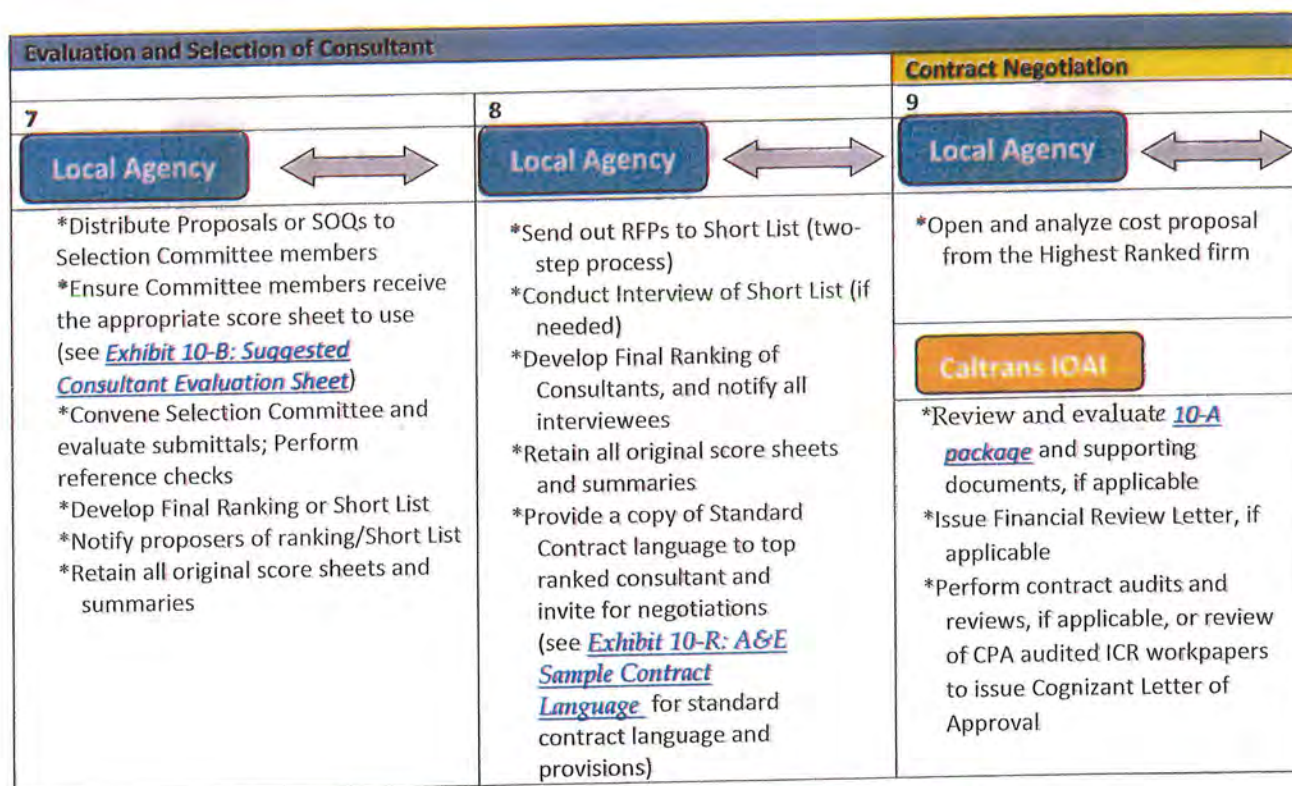 Evaluation and Selection of Consultant
Contract Negotiation
7
Local Agency
*Distribute Proposals or SOQs to
Selection Committee members
*Ensure Committee members receive
the appropriate score sheet to use
(see Exhibit 10-B: Suggested
Consultant Evaluation Sheet)
*Convene Selection Committee and
evaluate submittals; Perform
reference checks
*Develop Final Ranking or Short List
*Notify proposers of ranking/Short List
*Retain all original score sheets and
summaries
8
Local Agency
*Send out RFPs to Short List (two-
step process)
*Conduct Interview of Short List (if
needed)
*Develop Final Ranking of
Consultants, and notify all
interviewees
*Retain all original score sheets
and summaries
*Provide a copy of Standard
Contract language to top
ranked consultant and
invite for negotiations
(see Exhibit 10-R: A&E
Sample Contract
Language for standard
contract language and
provisions)
9
Local Agency
*Open and analyze cost proposal
from the Highest Ranked firm
Caltrans IOAI
*Review and evaluate 10-A
package and supporting
documents, if applicable
*Issue Financial Review Letter, if
applicable
*Perform contract audits and
reviews, if applicable, or review
of CPA audited ICR workpapers
to issue Cognizant Letter of
Approval